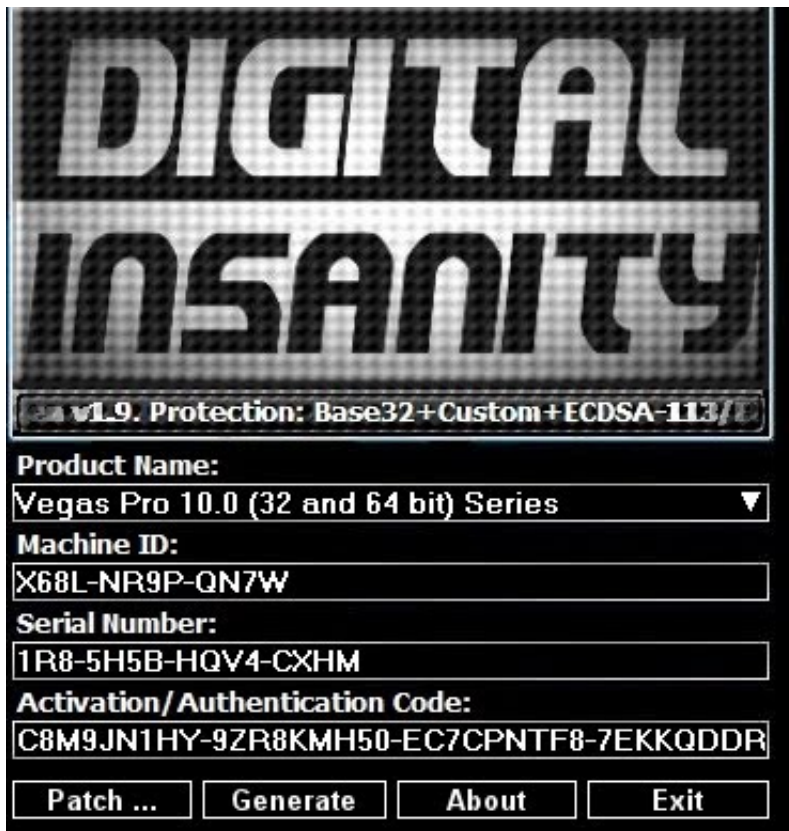 DIGITAL
INSANITY
v1.9. Protection: Base32+Custom+ECDSA-113/
Product Name:
Vegas Pro 10.0 (32 and 64 bit) Series
Machine ID:
X68L-NR9P-QN7W
Serial Number:
1R8-5H5B-HQV4-CXHM
Activation/Authentication Code:
C8M9JN1HY-9ZR8KMH50-EC7CPNTF8-7EKKQDDR
Patch ... Generate About Exit